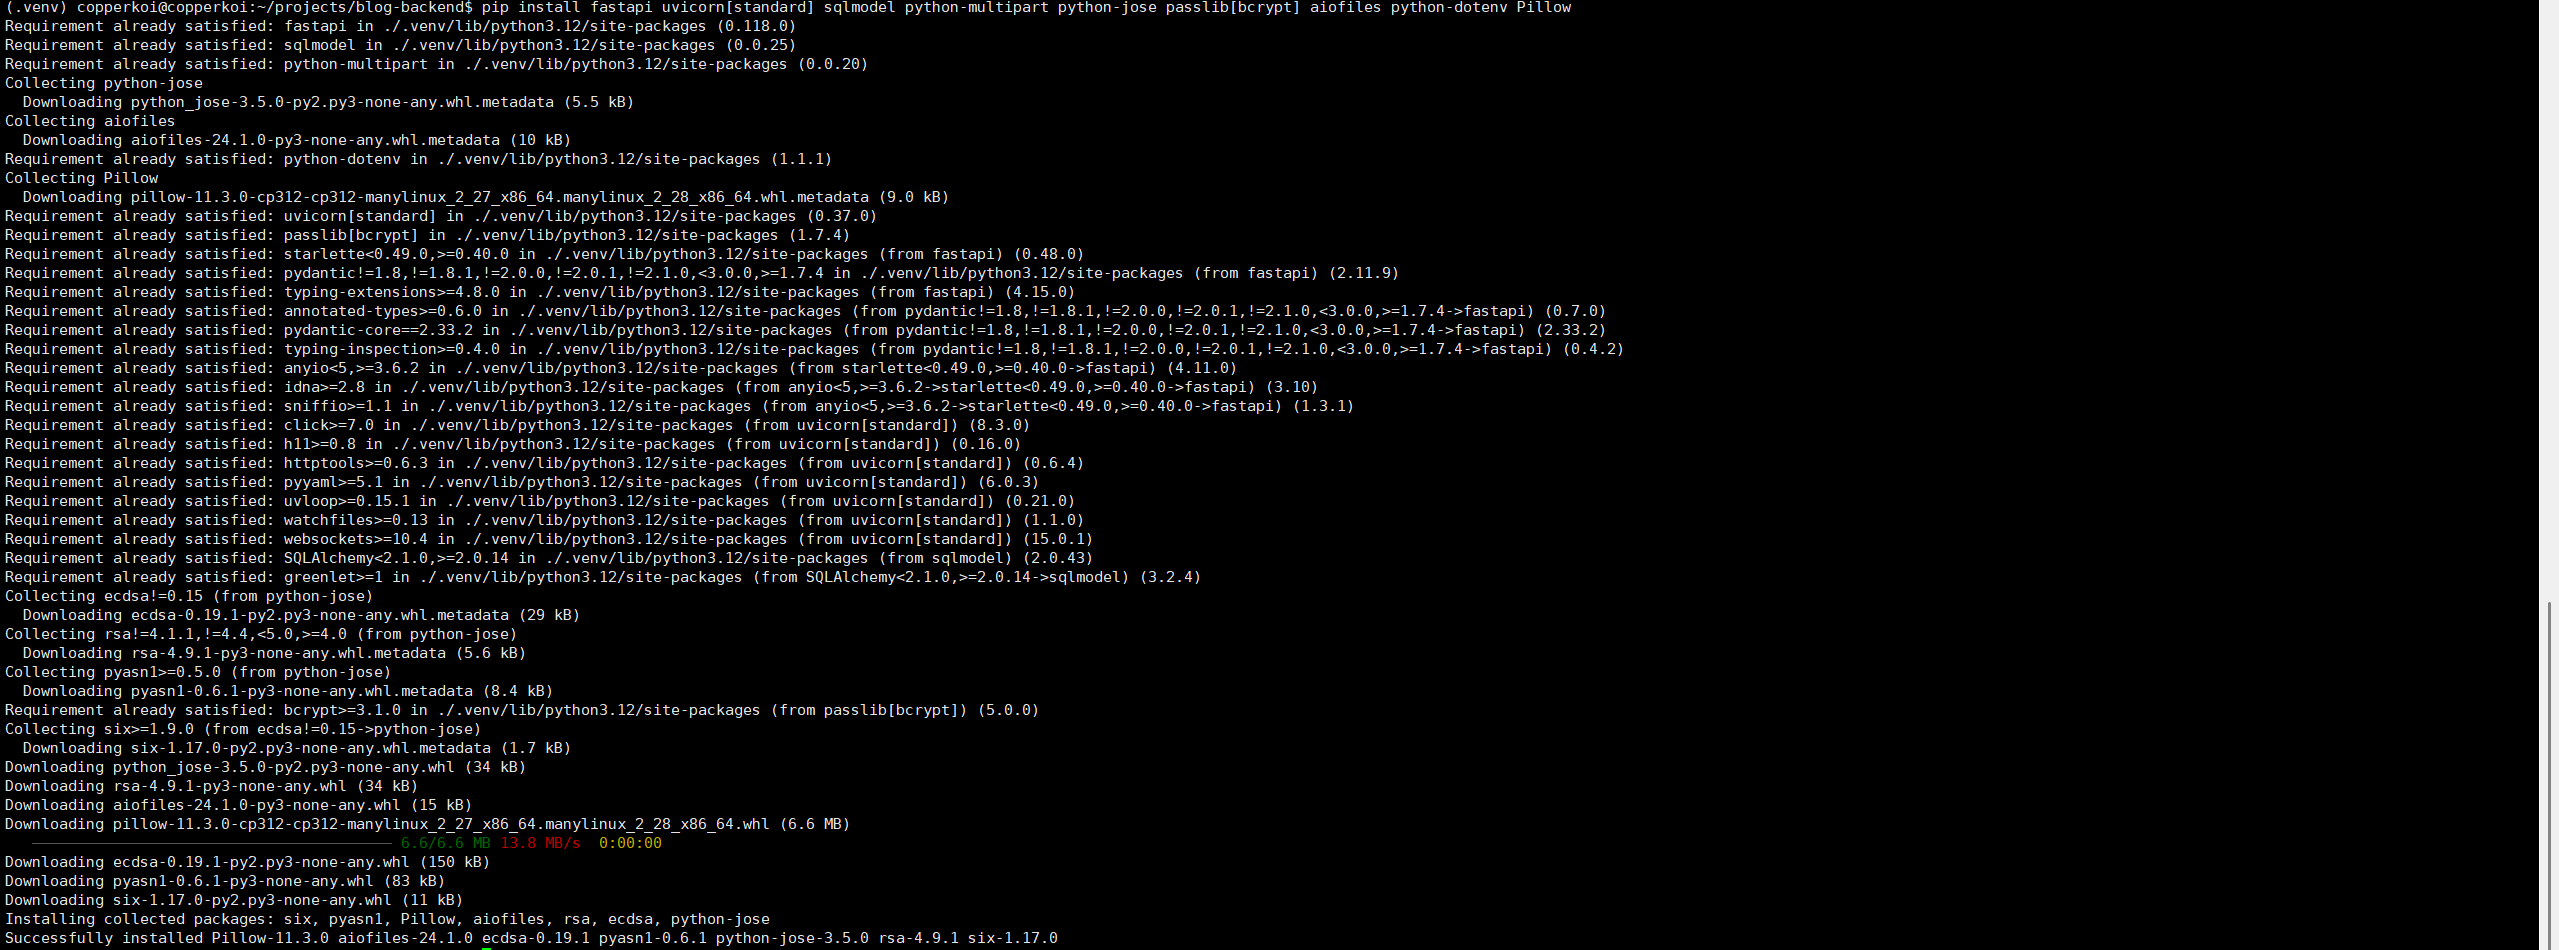 (.venv) copperkoi@copperkoi:~/projects/blog-backend$ pip install fastapi uvicorn[standard] sqlmodel python-multipart python-jose passlib[bcrypt] aiofiles python-dotenv Pillow
Requirement already satisfied: fastapi in ./.venv/lib/python3.12/site-packages (0.118.0)
Requirement already satisfied: sqlmodel in ./.venv/lib/python3.12/site-packages (0.0.25)
Requirement already satisfied: python-multipart in ./.venv/lib/python3.12/site-packages (0.0.20)
Collecting python-jose
  Downloading python_jose-3.5.0-py2.py3-none-any.whl.metadata (5.5 kB)
Collecting aiofiles
  Downloading aiofiles-24.1.0-py3-none-any.whl.metadata (10 kB)
Requirement already satisfied: python-dotenv in ./.venv/lib/python3.12/site-packages (1.1.1)
Collecting Pillow
  Downloading pillow-11.3.0-cp312-cp312-manylinux_2_27_x86_64.manylinux_2_28_x86_64.whl.metadata (9.0 kB)
Requirement already satisfied: uvicorn[standard] in ./.venv/lib/python3.12/site-packages (0.37.0)
Requirement already satisfied: passlib[bcrypt] in ./.venv/lib/python3.12/site-packages (1.7.4)
Requirement already satisfied: starlette<0.49.0,>=0.40.0 in ./.venv/lib/python3.12/site-packages (from fastapi) (0.48.0)
Requirement already satisfied: pydantic!=1.8,!=1.8.1,!=2.0.0,!=2.0.1,!=2.1.0,<3.0.0,>=1.7.4 in ./.venv/lib/python3.12/site-packages (from fastapi) (2.11.9)
Requirement already satisfied: typing-extensions>=4.8.0 in ./.venv/lib/python3.12/site-packages (from fastapi) (4.15.0)
Requirement already satisfied: annotated-types>=0.6.0 in ./.venv/lib/python3.12/site-packages (from pydantic!=1.8,!=1.8.1,!=2.0.0,!=2.0.1,!=2.1.0,<3.0.0,>=1.7.4->fastapi) (0.7.0)
Requirement already satisfied: pydantic-core==2.33.2 in ./.venv/lib/python3.12/site-packages (from pydantic!=1.8,!=1.8.1,!=2.0.0,!=2.0.1,!=2.1.0,<3.0.0,>=1.7.4->fastapi) (2.33.2)
Requirement already satisfied: typing-inspection>=0.4.0 in ./.venv/lib/python3.12/site-packages (from pydantic!=1.8,!=1.8.1,!=2.0.0,!=2.0.1,!=2.1.0,<3.0.0,>=1.7.4->fastapi) (0.4.2)
Requirement already satisfied: anyio<5,>=3.6.2 in ./.venv/lib/python3.12/site-packages (from starlette<0.49.0,>=0.40.0->fastapi) (4.11.0)
Requirement already satisfied: idna>=2.8 in ./.venv/lib/python3.12/site-packages (from anyio<5,>=3.6.2->starlette<0.49.0,>=0.40.0->fastapi) (3.10)
Requirement already satisfied: sniffio>=1.1 in ./.venv/lib/python3.12/site-packages (from anyio<5,>=3.6.2->starlette<0.49.0,>=0.40.0->fastapi) (1.3.1)
Requirement already satisfied: click>=7.0 in ./.venv/lib/python3.12/site-packages (from uvicorn[standard]) (8.3.0)
Requirement already satisfied: h11>=0.8 in ./.venv/lib/python3.12/site-packages (from uvicorn[standard]) (0.16.0)
Requirement already satisfied: httptools>=0.6.3 in ./.venv/lib/python3.12/site-packages (from uvicorn[standard]) (0.6.4)
Requirement already satisfied: pyyaml>=5.1 in ./.venv/lib/python3.12/site-packages (from uvicorn[standard]) (6.0.3)
Requirement already satisfied: uvloop>=0.15.1 in ./.venv/lib/python3.12/site-packages (from uvicorn[standard]) (0.21.0)
Requirement already satisfied: watchfiles>=0.13 in ./.venv/lib/python3.12/site-packages (from uvicorn[standard]) (1.1.0)
Requirement already satisfied: websockets>=10.4 in ./.venv/lib/python3.12/site-packages (from uvicorn[standard]) (15.0.1)
Requirement already satisfied: SQLAlchemy<2.1.0,>=2.0.14 in ./.venv/lib/python3.12/site-packages (from sqlmodel) (2.0.43)
Requirement already satisfied: greenlet>=1 in ./.venv/lib/python3.12/site-packages (from SQLAlchemy<2.1.0,>=2.0.14->sqlmodel) (3.2.4)
Collecting ecdsa!=0.15 (from python-jose)
  Downloading ecdsa-0.19.1-py2.py3-none-any.whl.metadata (29 kB)
Collecting rsa!=4.1.1,!=4.4,<5.0,>=4.0 (from python-jose)
  Downloading rsa-4.9.1-py3-none-any.whl.metadata (5.6 kB)
Collecting pyasn1>=0.5.0 (from python-jose)
  Downloading pyasn1-0.6.1-py3-none-any.whl.metadata (8.4 kB)
Requirement already satisfied: bcrypt>=3.1.0 in ./.venv/lib/python3.12/site-packages (from passlib[bcrypt]) (5.0.0)
Collecting six>=1.9.0 (from ecdsa!=0.15->python-jose)
  Downloading six-1.17.0-py2.py3-none-any.whl.metadata (1.7 kB)
Downloading python_jose-3.5.0-py2.py3-none-any.whl (34 kB)
Downloading rsa-4.9.1-py3-none-any.whl (34 kB)
Downloading aiofiles-24.1.0-py3-none-any.whl (15 kB)
Downloading pillow-11.3.0-cp312-cp312-manylinux_2_27_x86_64.manylinux_2_28_x86_64.whl (6.6 MB)
6.6/6.6 MB 13.8 MB/s  0:00:00
Downloading ecdsa-0.19.1-py2.py3-none-any.whl (150 kB)
Downloading pyasn1-0.6.1-py3-none-any.whl (83 kB)
Downloading six-1.17.0-py2.py3-none-any.whl (11 kB)
Installing collected packages: six, pyasn1, Pillow, aiofiles, rsa, ecdsa, python-jose
Successfully installed Pillow-11.3.0 aiofiles-24.1.0 ecdsa-0.19.1 pyasn1-0.6.1 python-jose-3.5.0 rsa-4.9.1 six-1.17.0